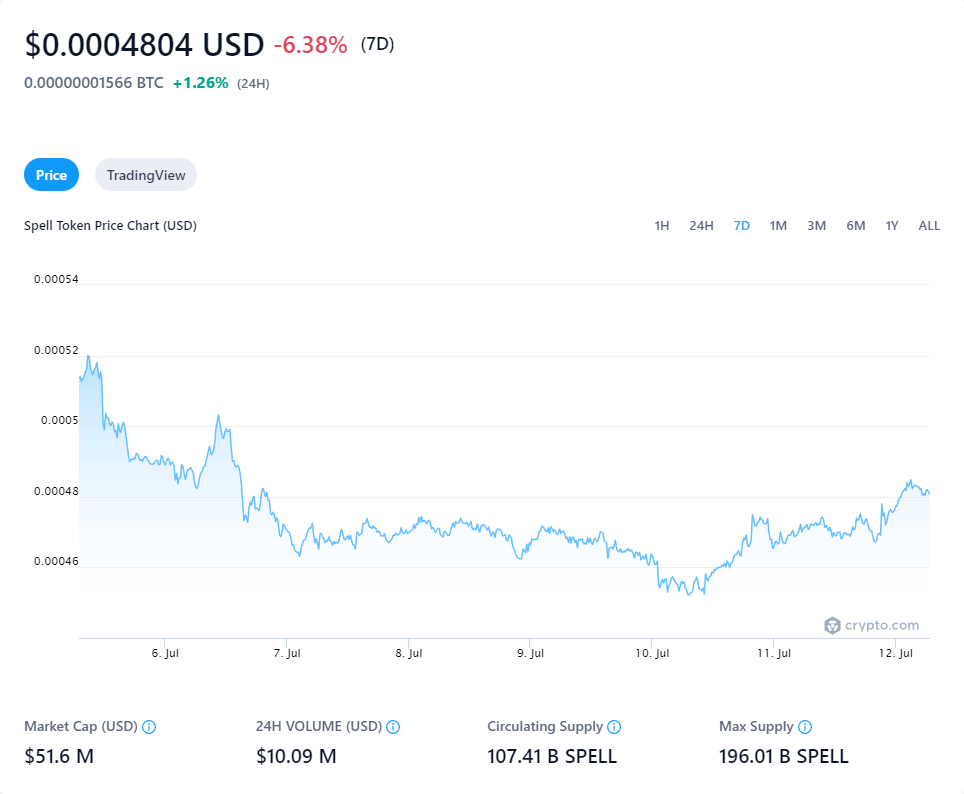 $0.0004804 USD -6.38% (7D)
0.00000001566 BTC +1.26% (24H)
Price TradingView
Spell Token Price Chart (USD) 1H 24H 7D 1M 3M 6M 1Y ALL
0.00054
0.00052
0.0005
0.00048
0.00046
crypto.com
6. Jul 7. Jul 8. Jul 9. Jul 10. Jul 11. Jul 12. Jul
Market Cap (USD) 24H VOLUME (USD) Circulating Supply Max Supply
$51.6 M $10.09 M 107.41 B SPELL 196.01 B SPELL